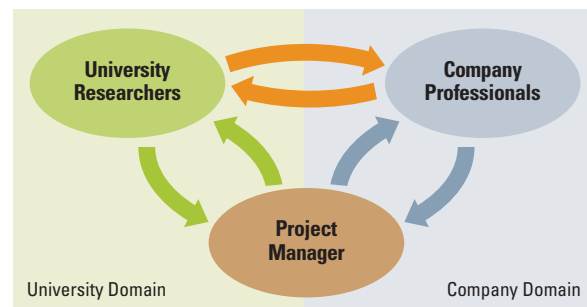 University
Researchers
Company
Professionals
Project
Manager
University Domain
Company Domain